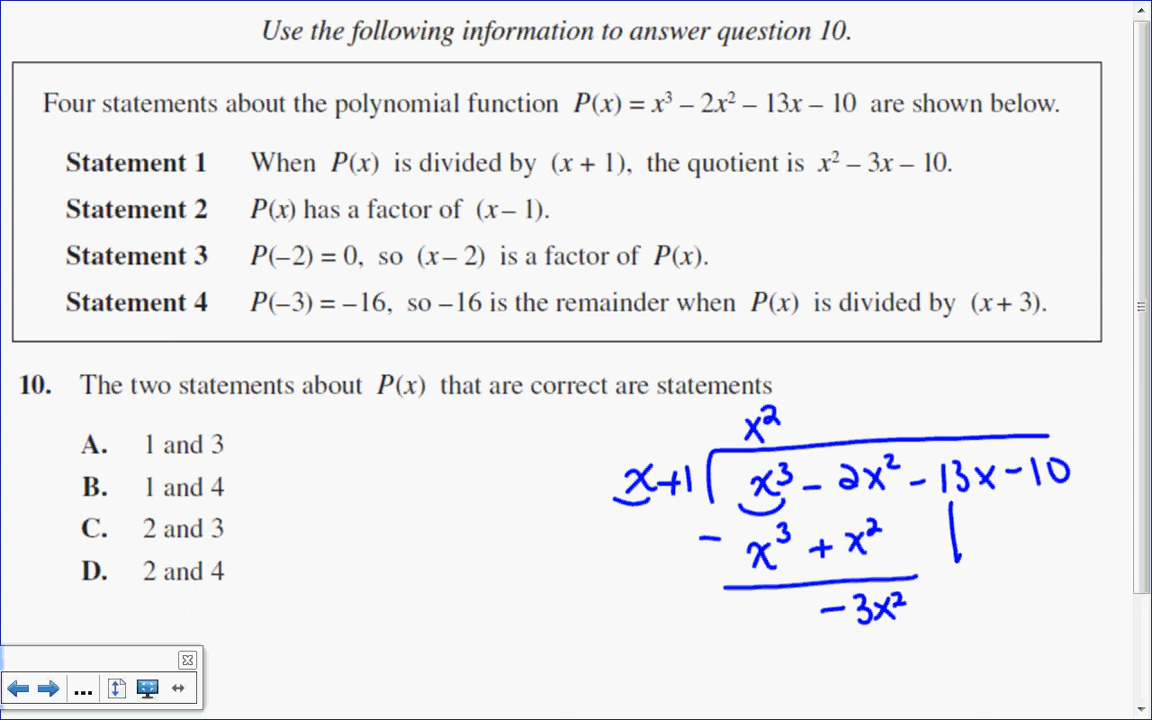 Use the following information to answer question 10.
Four statements about the polynomial function P(x) = x³ – 2x² – 13x – 10 are shown below.
Statement 1 When P(x) is divided by (x + 1), the quotient is x² – 3x – 10.
Statement 2 P(x) has a factor of (x – 1).
Statement 3 P(–2) = 0, so (x – 2) is a factor of P(x).
Statement 4 P(–3) = –16, so –16 is the remainder when P(x) is divided by (x + 3).
10. The two statements about P(x) that are correct are statements
A. 1 and 3
B. 1 and 4
C. 2 and 3
D. 2 and 4
x²
x+1 x³ - 2x² - 13x - 10
- x³ + x²
- 3x²
...